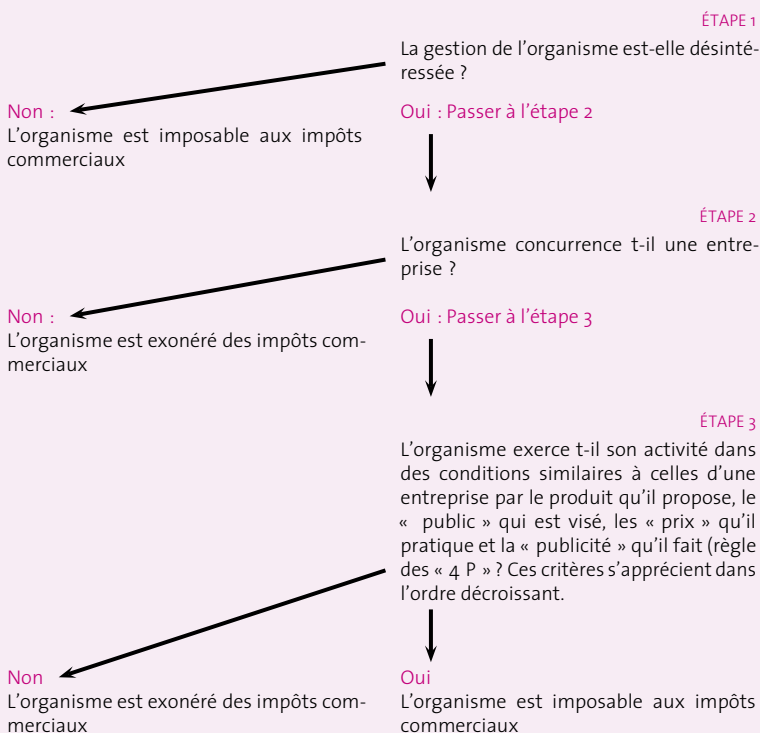 ÉTAPE 1
La gestion de l'organisme est-elle désinté-
ressée ?
Non :
L'organisme est imposable aux impôts
commerciaux
Oui : Passer à l'étape 2
ÉTAPE 2
L'organisme concurrence t-il une entre-
prise ?
Non :
L'organisme est exonéré des impôts com-
merciaux
Oui : Passer à l'étape 3
ÉTAPE 3
L'organisme exerce t-il son activité dans
des conditions similaires à celles d'une
entreprise par le produit qu'il propose, le
« public » qui est visé, les « prix » qu'il
pratique et la « publicité » qu'il fait (règle
des « 4 P » ? Ces critères s'apprécient dans
l'ordre décroissant.
Non
L'organisme est exonéré des impôts com-
merciaux
Oui
L'organisme est imposable aux impôts
commerciaux